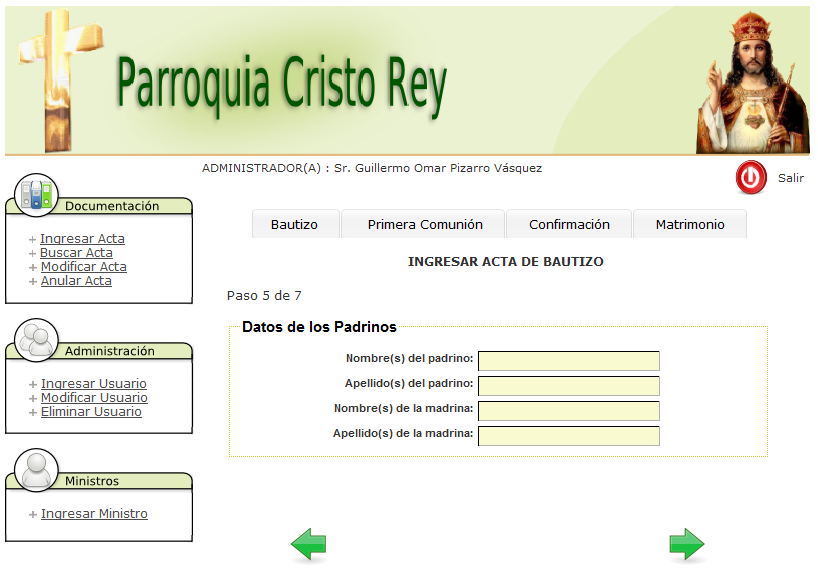 Parroquia Cristo Rey
ADMINISTRADOR(A) : Sr. Guillermo Omar Pizarro Vásquez
Salir
Documentación
Ingresar Acta
Buscar Acta
Modificar Acta
Anular Acta
Administración
Ingresar Usuario
Modificar Usuario
Eliminar Usuario
Ministros
Ingresar Ministro
Bautizo Primera Comunión Confirmación Matrimonio
INGRESAR ACTA DE BAUTIZO
Paso 5 de 7
Datos de los Padrinos
Nombre(s) del padrino:
Apellido(s) del padrino:
Nombre(s) de la madrina:
Apellido(s) de la madrina: